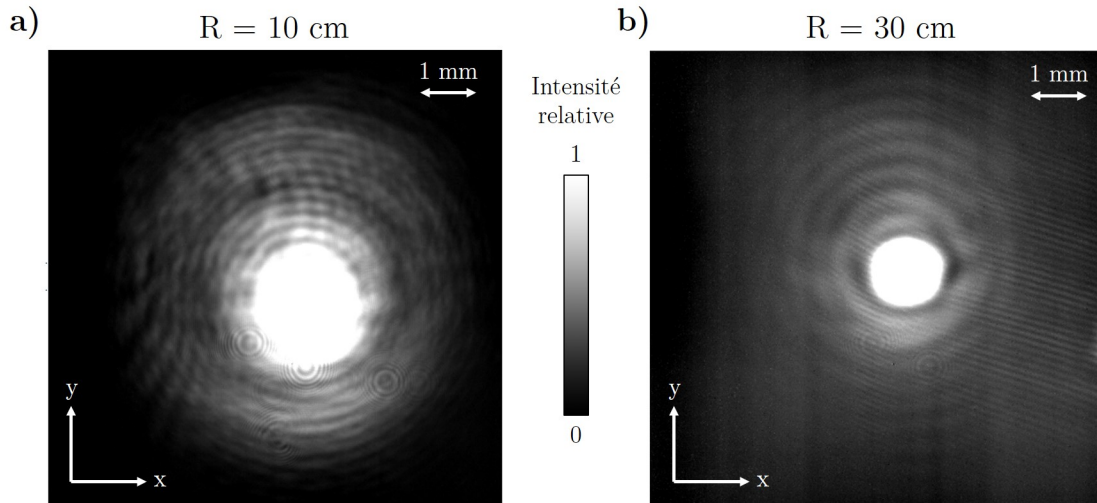 a)
R = 10 cm
1 mm
y
x
Intensité
relative
1
0
b)
R = 30 cm
1 mm
y
x